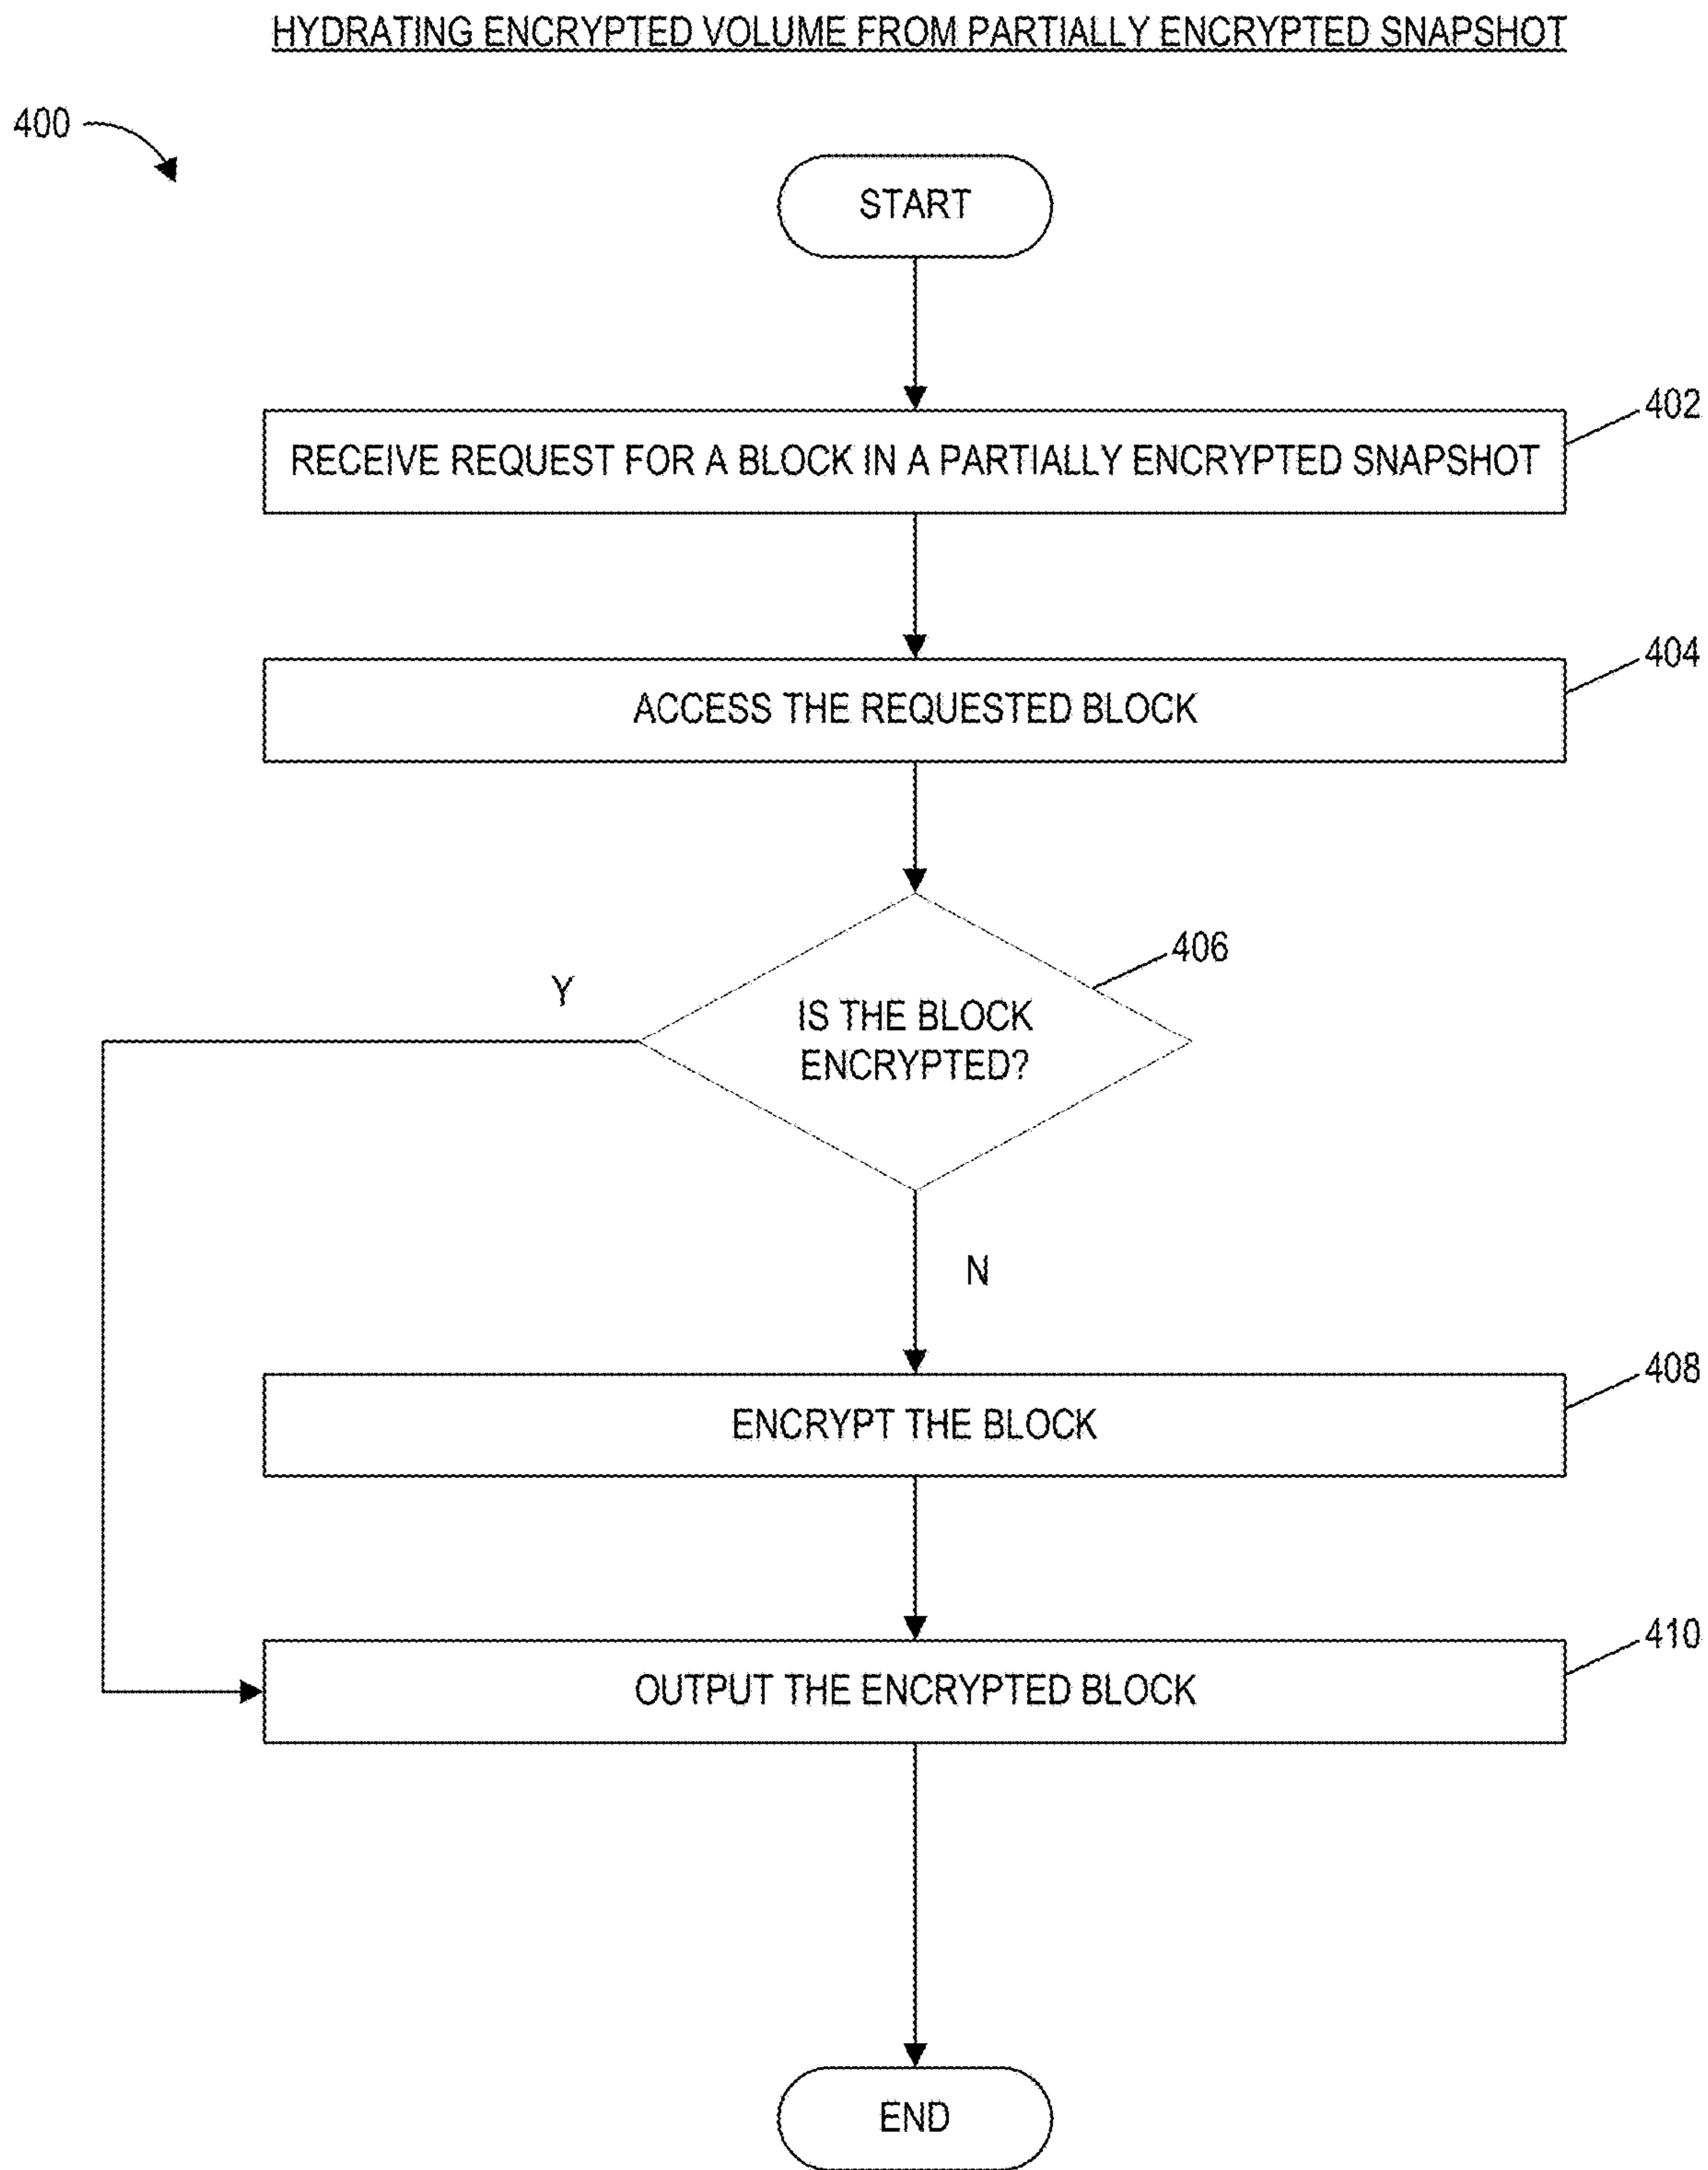 HYDRATING ENCRYPTED VOLUME FROM PARTIALLY ENCRYPTED SNAPSHOT
400
START
402
RECEIVE REQUEST FOR A BLOCK IN A PARTIALLY ENCRYPTED SNAPSHOT
404
ACCESS THE REQUESTED BLOCK
406
Y
IS THE BLOCK
ENCRYPTED?
N
408
ENCRYPT THE BLOCK
410
OUTPUT THE ENCRYPTED BLOCK
END